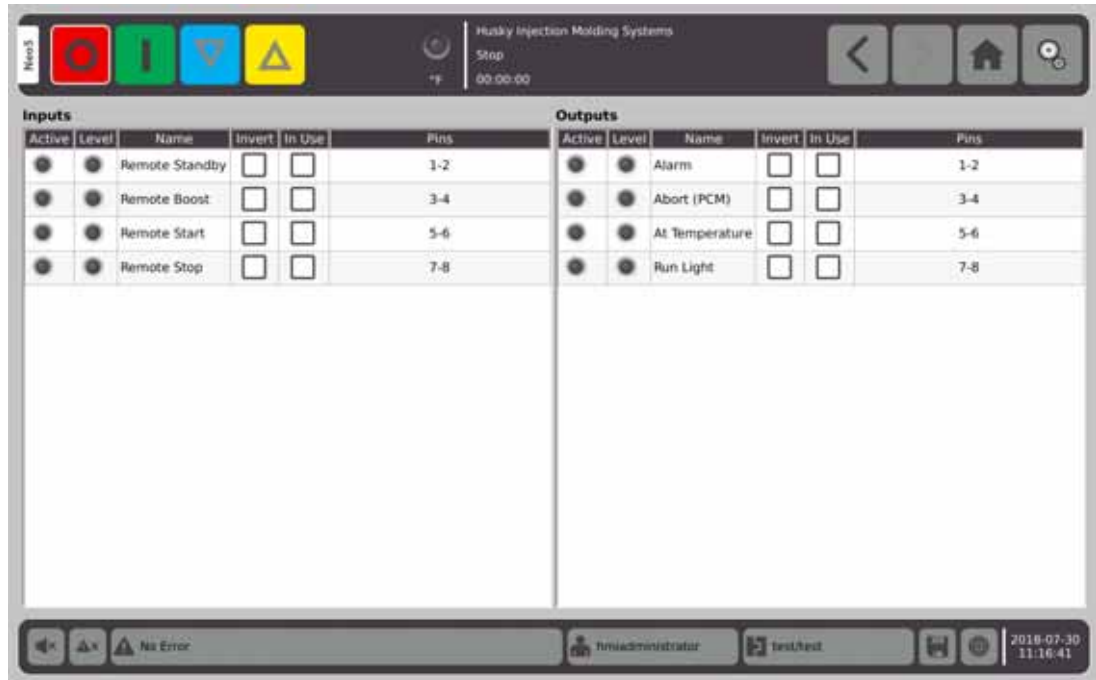 Neo5
Husky Injection Molding Systems
Stop
°F
00:00:00
Inputs
Active Level Name Invert In Use Pins
Remote Standby 1-2
Remote Boost 3-4
Remote Start 5-6
Remote Stop 7-8
Outputs
Active Level Name Invert In Use Pins
Alarm 1-2
Abort (PCM) 3-4
At Temperature 5-6
Run Light 7-8
No Error
hmiadministrator
test/test
2018-07-30
11:16:41